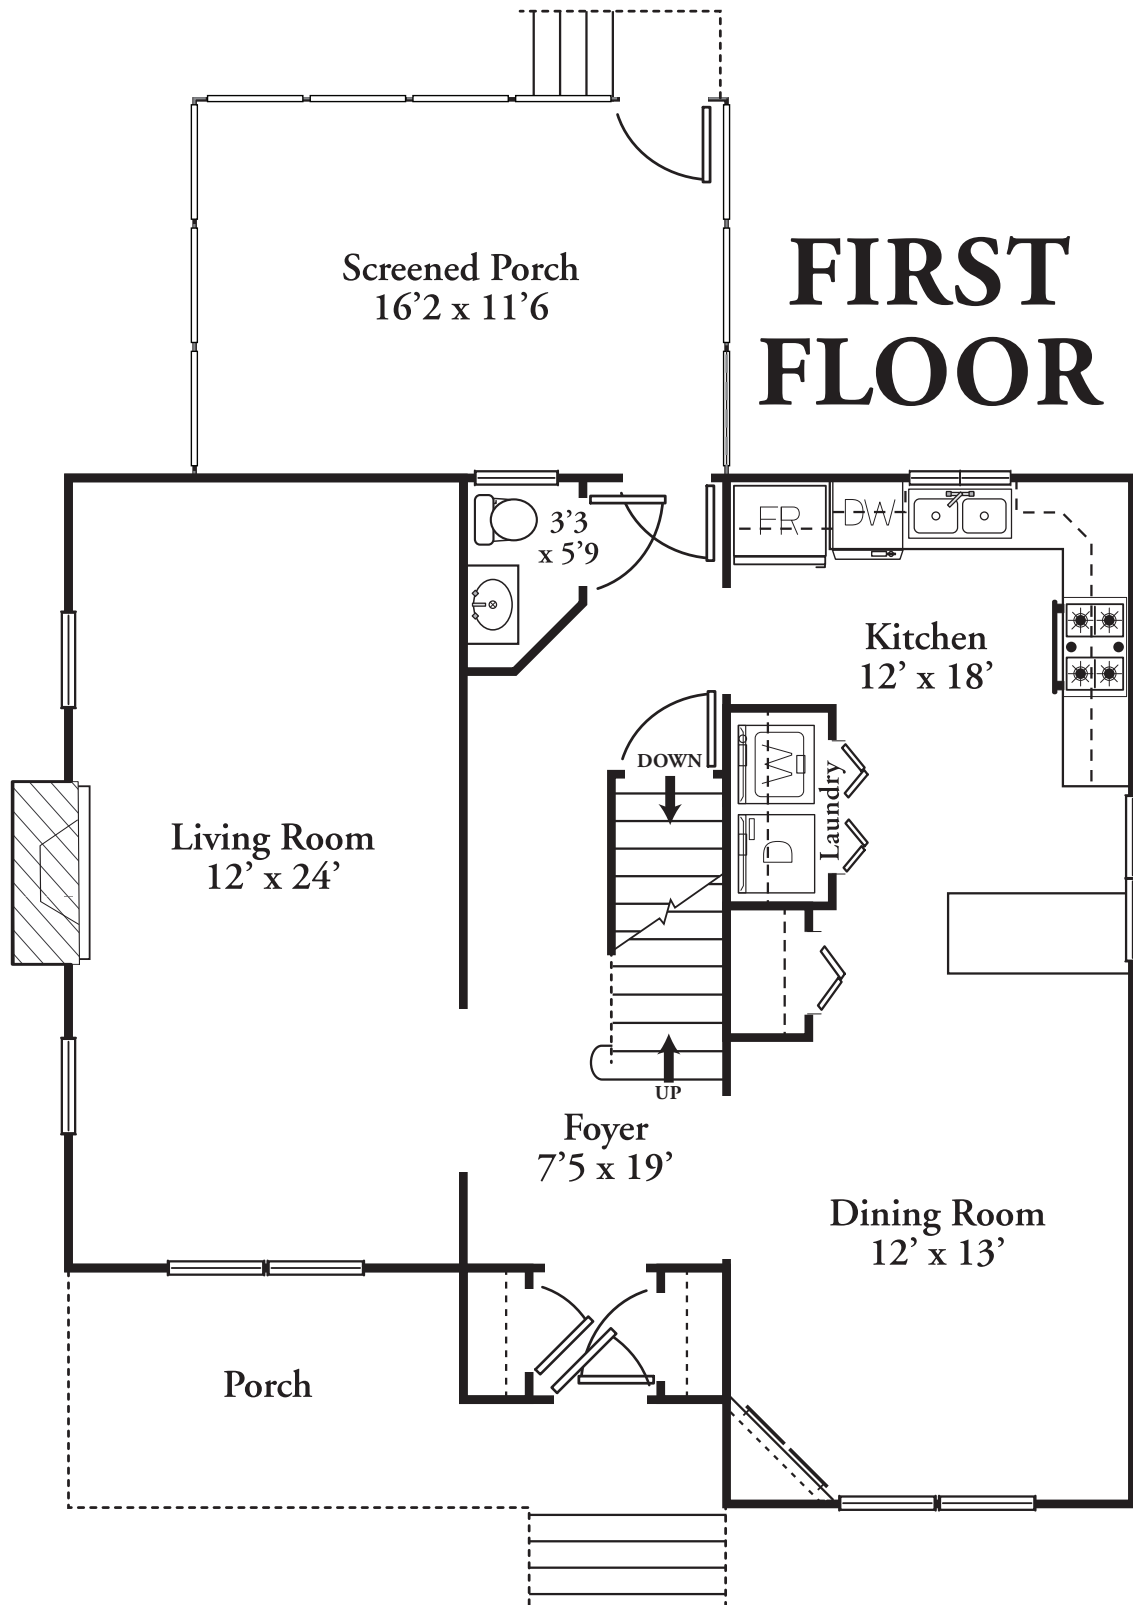 FIRST
FLOOR
Screened Porch
16’2 x 11’6
3’3
x 5’9
FR
DW
Kitchen
12’ x 18’
DOWN
W
D
Laundry
Living Room
12’ x 24’
UP
Foyer
7’5 x 19’
Dining Room
12’ x 13’
Porch